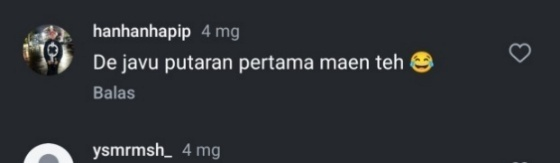 hanhanhapip 4 mg
De javu putaran pertama maen teh 😂
Balas
ysmrmsh_ 4 mg